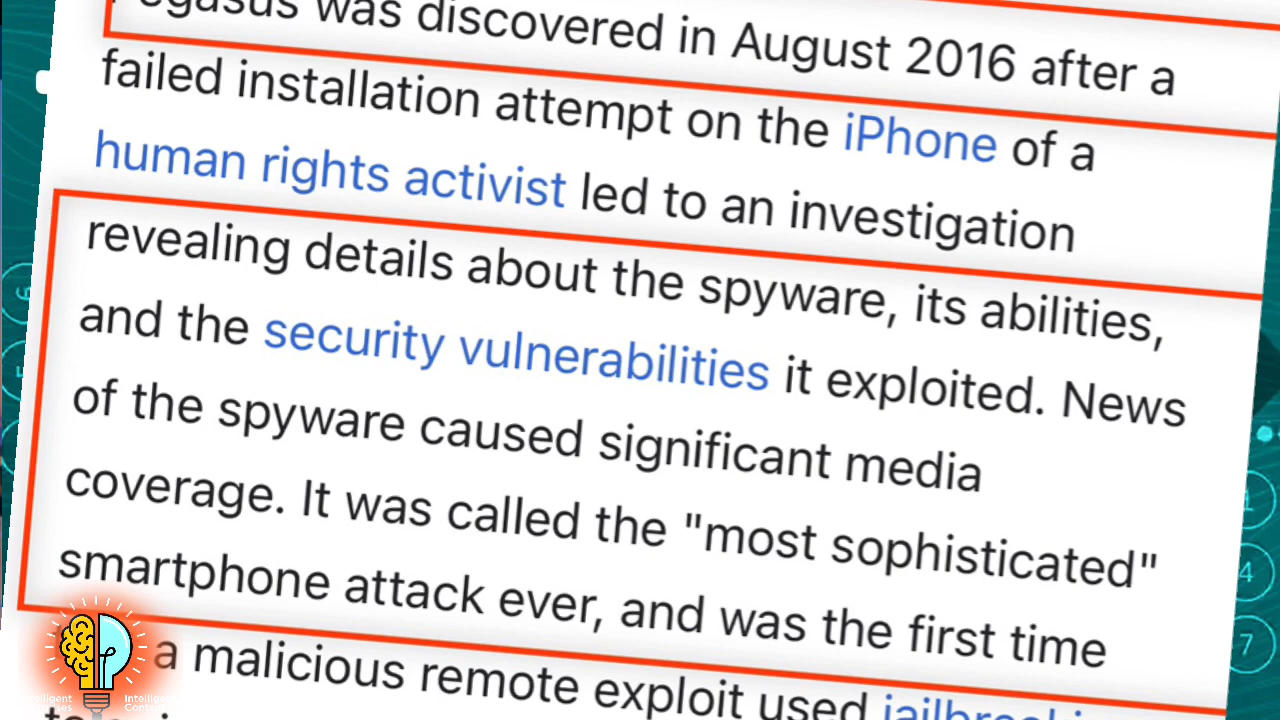 Pegasus was discovered in August 2016 after a
failed installation attempt on the iPhone of a
human rights activist led to an investigation
revealing details about the spyware, its abilities,
and the security vulnerabilities it exploited. News
of the spyware caused significant media
coverage. It was called the "most sophisticated"
smartphone attack ever, and was the first time
a malicious remote exploit used
4
7